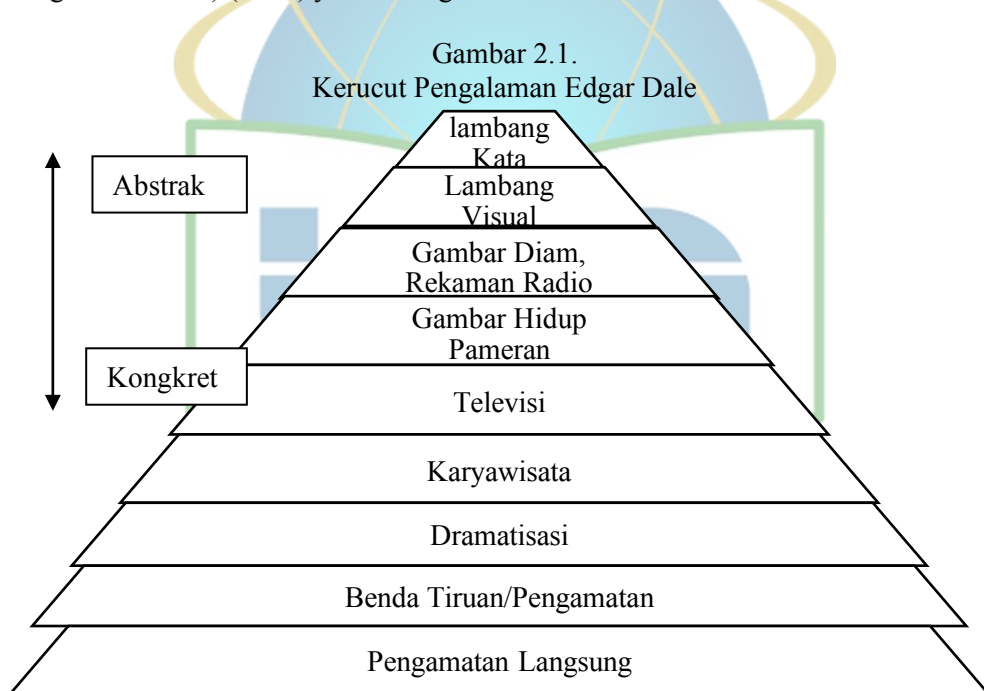 Gambar 2.1.
Kerucut Pengalaman Edgar Dale
lambang
Kata
Abstrak
Lambang
Visual
Gambar Diam,
Rekaman Radio
Gambar Hidup
Pameran
Kongkret
Televisi
Karyawisata
Dramatisasi
Benda Tiruan/Pengamatan
Pengamatan Langsung